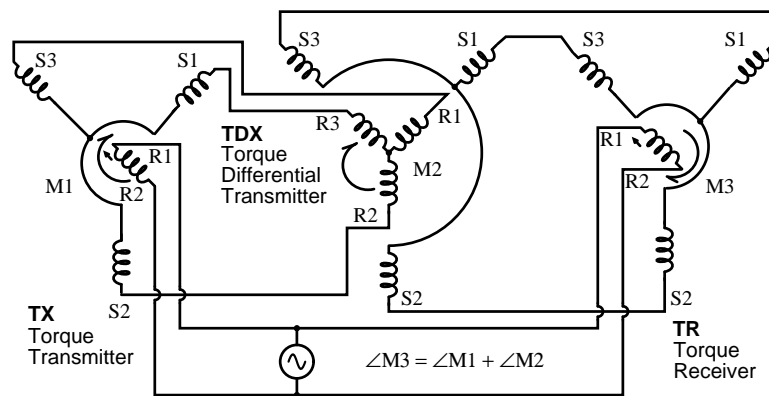 S3
S1
S3
S1
S3
S1
R3
R1
TDX
Torque
Differential
Transmitter
R1
R1
M1
R2
M2
R2
M3
R2
S2
S2
S2
TX
Torque
Transmitter
∠M3 = ∠M1 + ∠M2
TR
Torque
Receiver